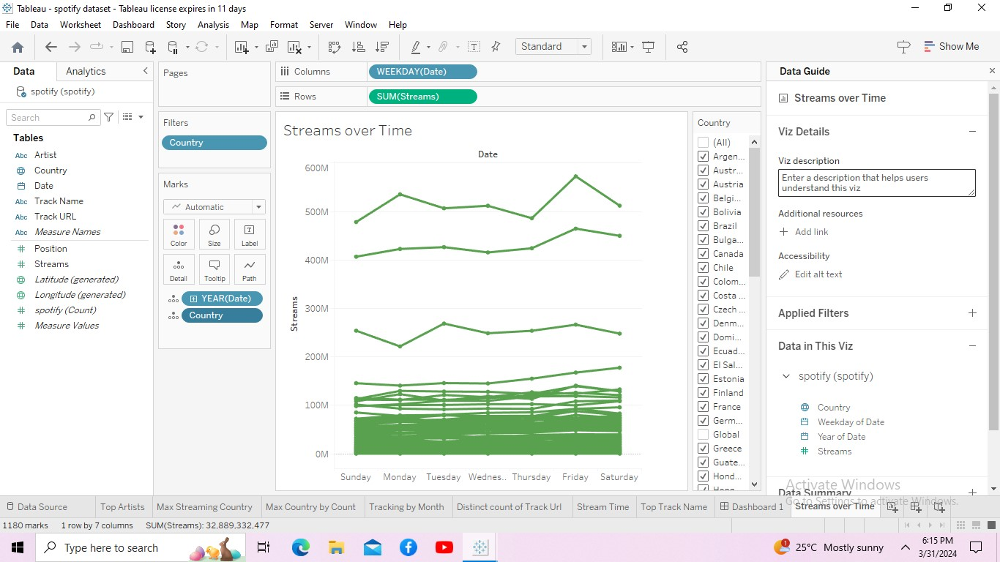 Tableau - spotify dataset - Tableau license expires in 11 days
File Data Worksheet Dashboard Story Analysis Map Format Server Window Help
Standard
Show Me
Data Analytics
spotify (spotify)
Search
Tables
Abc Artist
Country
Date
Abc Track Name
Abc Track URL
Abc Measure Names
# Position
# Streams
Latitude (generated)
Longitude (generated)
# spotify (Count)
# Measure Values
Pages
Filters
Country
Marks
Automatic
Color Size Label
Detail Tooltip Path
YEAR(Date)
Country
Columns WEEKDAY(Date)
Rows SUM(Streams)
Streams over Time
Date
Streams
600M
500M
400M
300M
200M
100M
0M
Sunday Monday Tuesday Wednes.. Thursday Friday Saturday
Country
(All)
Argen...
Austr...
Austria
Belgi...
Bolivia
Brazil
Bulga...
Canada
Chile
Colom...
Costa ...
Czech ...
Denm...
Domi...
Ecuad...
El Sal...
Estonia
Finland
France
Germ...
Global
Greece
Guate...
Hond...
Data Guide
Streams over Time
Viz Details
Viz description
Enter a description that helps users
understand this viz
Additional resources
Add link
Accessibility
Edit alt text
Applied Filters
Data in This Viz
spotify (spotify)
Country
Weekday of Date
Year of Date
# Streams
Data Summary
Activate Windows
Go to Settings to activate Windows.
Data Source Top Artists Max Streaming Country Max Country by Count Tracking by Month Distinct count of Track Url Stream Time Top Track Name Dashboard 1 Streams over Time
1180 marks 1 row by 7 columns SUM(Streams): 32,889,332.477
Type here to search
1
25°C Mostly sunny
6:15 PM
3/31/2024